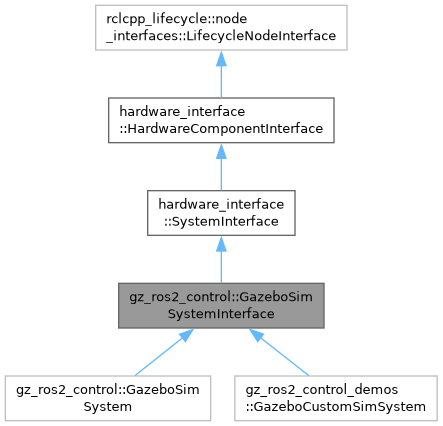 rclcpp_lifecycle::node
_interfaces::LifecycleNodeInterface
hardware_interface
::HardwareComponentInterface
hardware_interface
::SystemInterface
gz_ros2_control::GazeboSim
SystemInterface
gz_ros2_control::GazeboSim
System
gz_ros2_control_demos
::GazeboCustomSimSystem